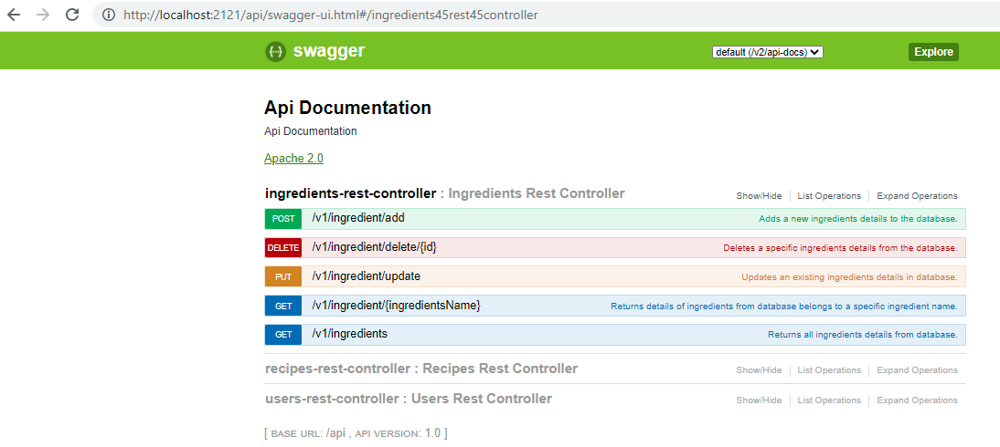 http://localhost:2121/api/swagger-ui.html#/ingredients45rest45controller
{···} swagger default (/v2/api-docs) Explore
Api Documentation
Api Documentation
Apache 2.0
ingredients-rest-controller : Ingredients Rest Controller Show/Hide List Operations Expand Operations
POST /v1/ingredient/add Adds a new ingredients details to the database.
DELETE /v1/ingredient/delete/{id} Deletes a specific ingredients details from the database.
PUT /v1/ingredient/update Updates an existing ingredients details in database.
GET /v1/ingredient/{ingredientsName} Returns details of ingredients from database belongs to a specific ingredient name.
GET /v1/ingredients Returns all ingredients details from database.
recipes-rest-controller : Recipes Rest Controller Show/Hide List Operations Expand Operations
users-rest-controller : Users Rest Controller Show/Hide List Operations Expand Operations
[ BASE URL: /api , API VERSION: 1.0 ]